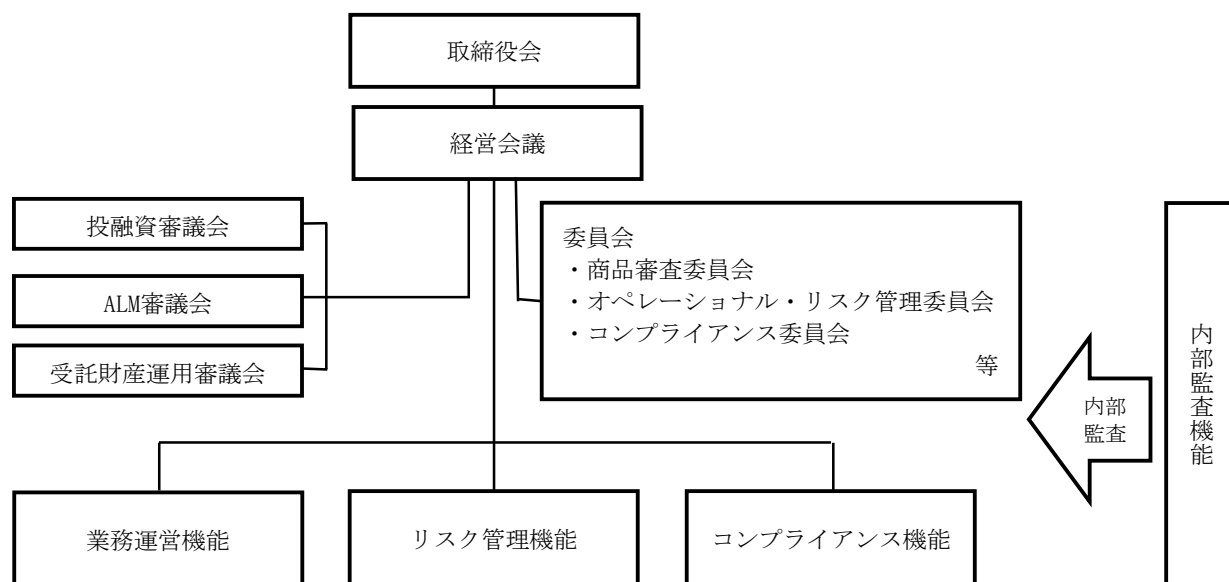 取締役会
経営会議
投融資審議会
ALM審議会
受託財産運用審議会
委員会
・商品審査委員会
・オペレーショナル・リスク管理委員会
・コンプライアンス委員会
等
内部
監査
内部監査機能
業務運営機能
リスク管理機能
コンプライアンス機能